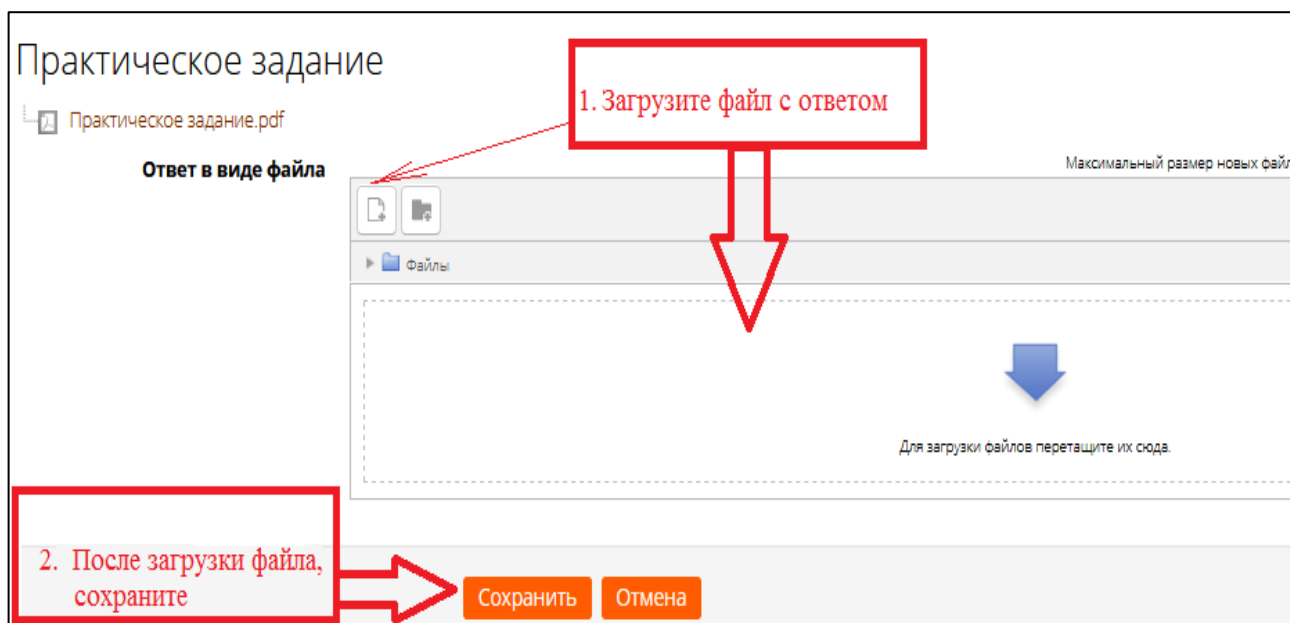 Практическое задание
1. Загрузите файл с ответом
Практическое задание.pdf
Ответ в виде файла
Максимальный размер новых файл
Файлы
Для загрузки файлов перетащите их сюда.
2. После загрузки файла,
сохраните
Сохранить
Отмена